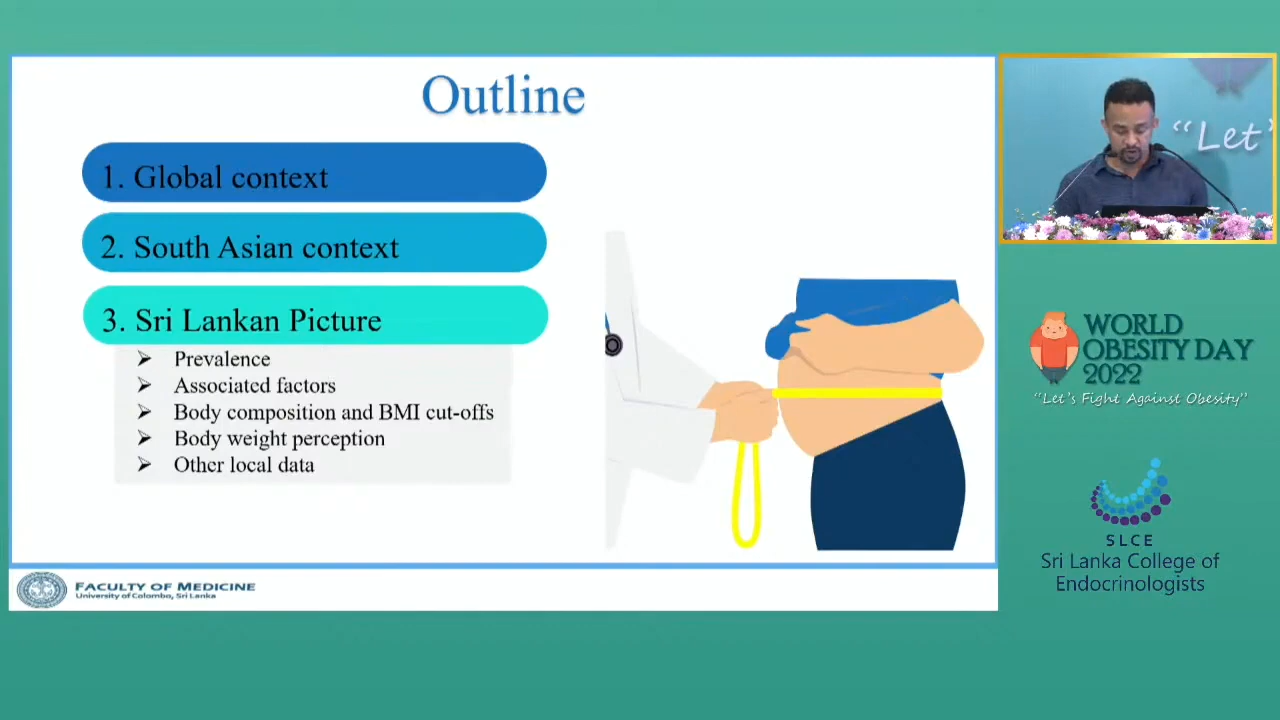 Outline
1. Global context
2. South Asian context
3. Sri Lankan Picture
Prevalence
Associated factors
Body composition and BMI cut-offs
Body weight perception
Other local data
FACULTY OF MEDICINE
University of Colombo, Sri Lanka
“Let’
WORLD
OBESITY DAY
2022
“Let’s Fight Against Obesity”
SLCE
Sri Lanka College of
Endocrinologists